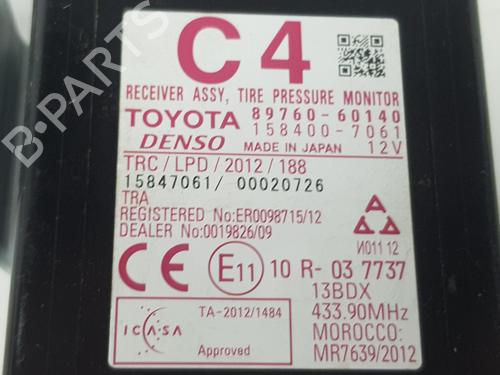 C4
RECEIVER ASSY, TIRE PRESSURE MONITOR
TOYOTA 89760-60140
158400-7061
DENSO MADE IN JAPAN 12V
TRC/LPD/2012/188
15847061/ 00020726
TRA
REGISTERED No:ER0098715/12
DEALER No:0019826/09
И011 12
CE E11 10 R- 03 7737
13BDX
TA-2012/1484 433.90MHz
ICASA MOROCCO:
Approved MR7639/2012
B-PARTS